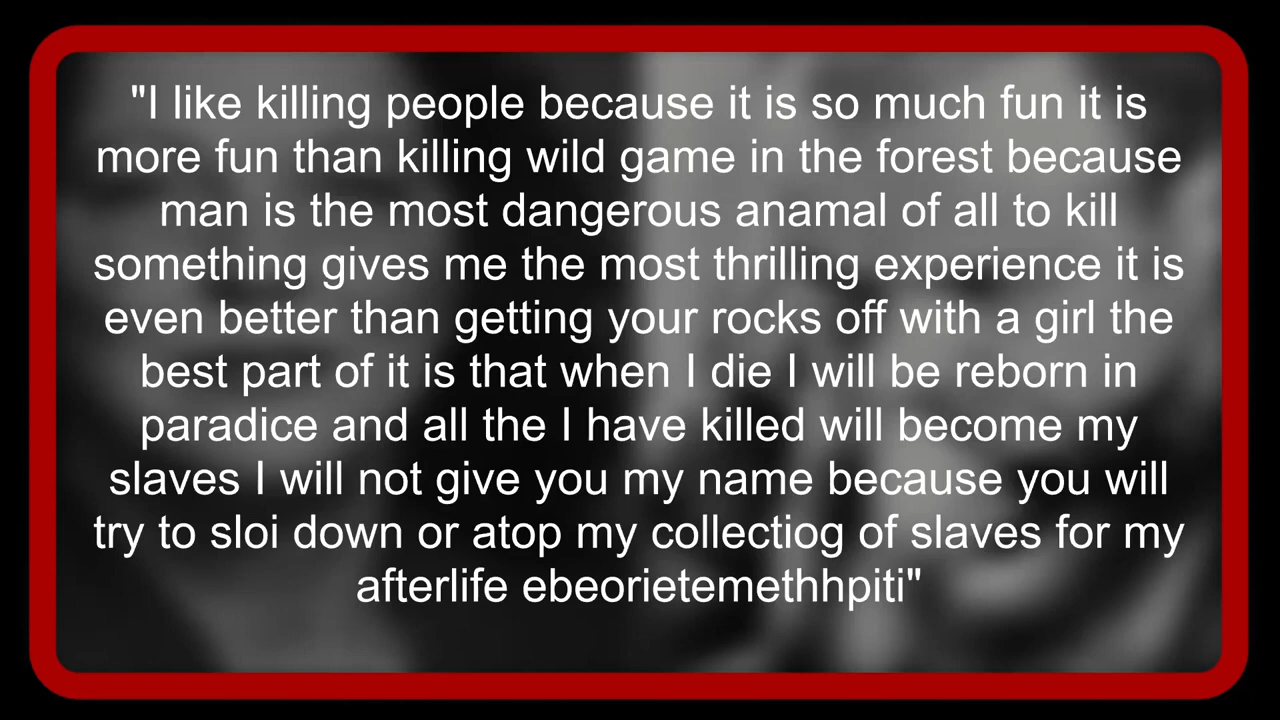 "I like killing people because it is so much fun it is
more fun than killing wild game in the forest because
man is the most dangerous anamal of all to kill
something gives me the most thrilling experience it is
even better than getting your rocks off with a girl the
best part of it is that when I die I will be reborn in
paradice and all the I have killed will become my
slaves I will not give you my name because you will
try to sloi down or atop my collectiog of slaves for my
afterlife ebeorietemethhpiti"